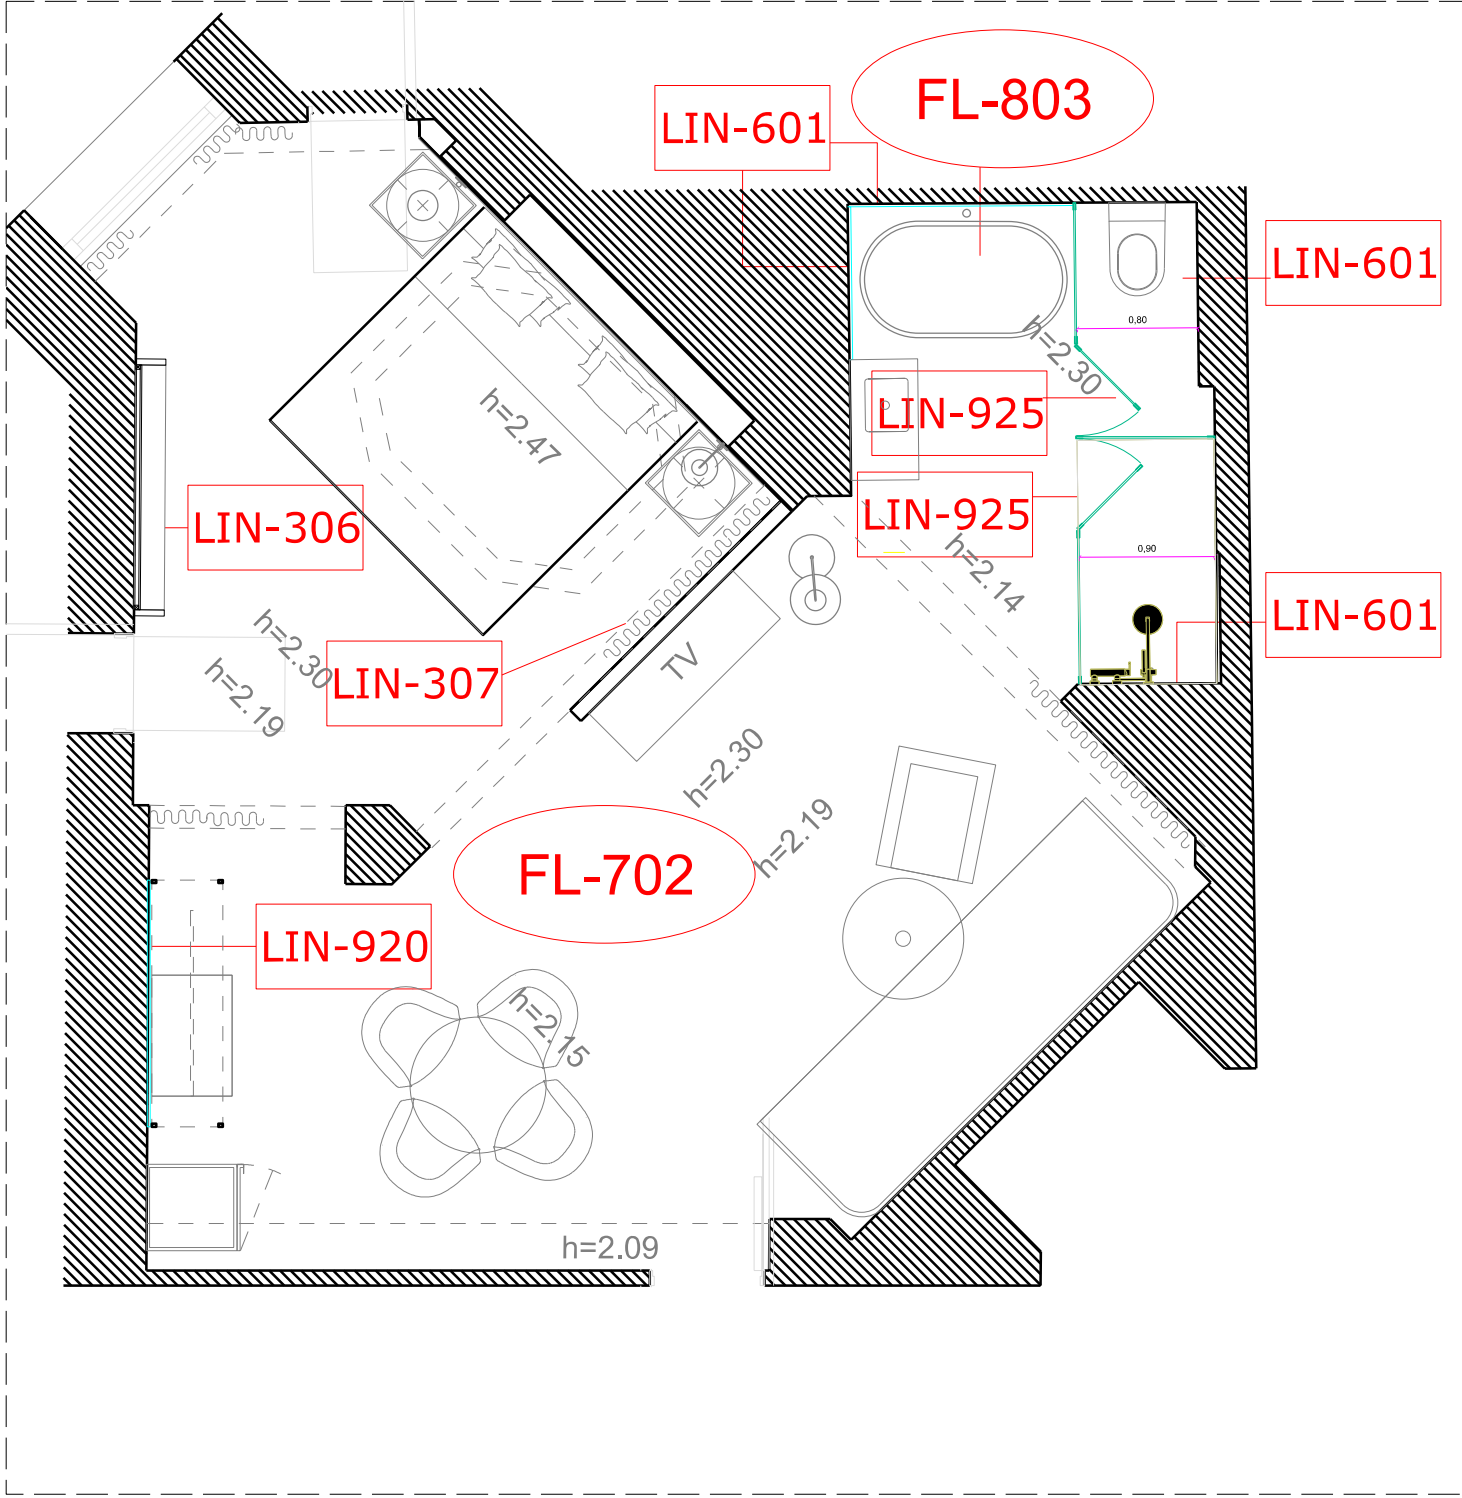 FL-803
LIN-601
LIN-601
0,80
h=2.30
LIN-925
h=2.47
LIN-925
LIN-306
h=2.14
0,90
LIN-601
h=2.30
h=2.19
LIN-307
TV
h=2.30
h=2.19
FL-702
LIN-920
h=2.15
h=2.09